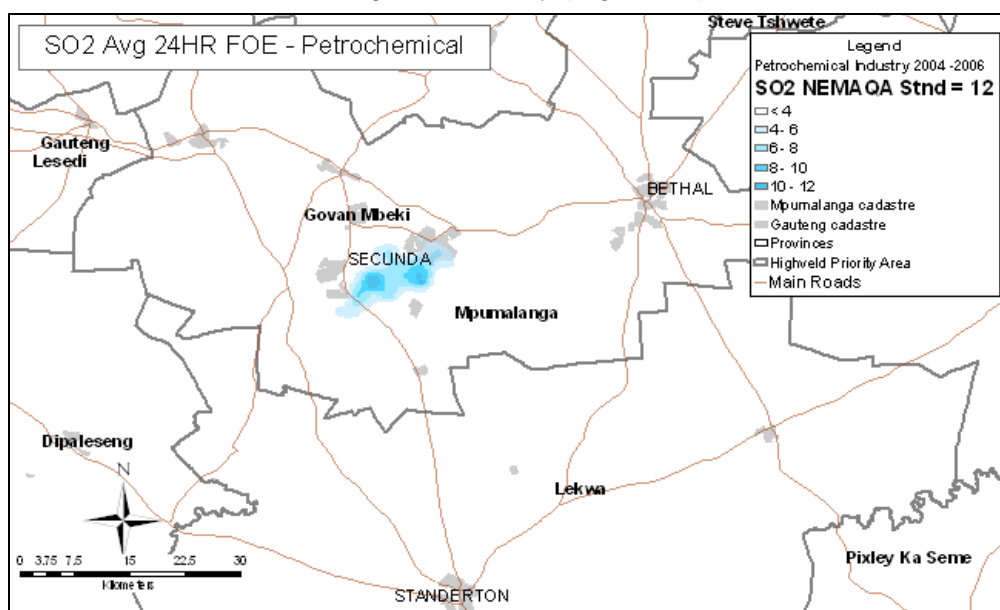 SO2 Avg 24HR FOE - Petrochemical
Steve Tshwete
Legend
Petrochemical Industry 2004 -2006
SO2 NEMAQA Stnd = 12
< 4
4- 6
6- 8
8- 10
10 - 12
Mpumalanga cadastre
Gauteng cadastre
Provinces
Highveld Priority Area
Main Roads
Gauteng
Lesedi
BETHAL
Govan Mbeki
SECUNDA
Mpumalanga
Dipaleseng
N
Lekwa
0 3.75 7.5 15 22.5 30
Kilometers
Pixley Ka Seme
STANDERTON